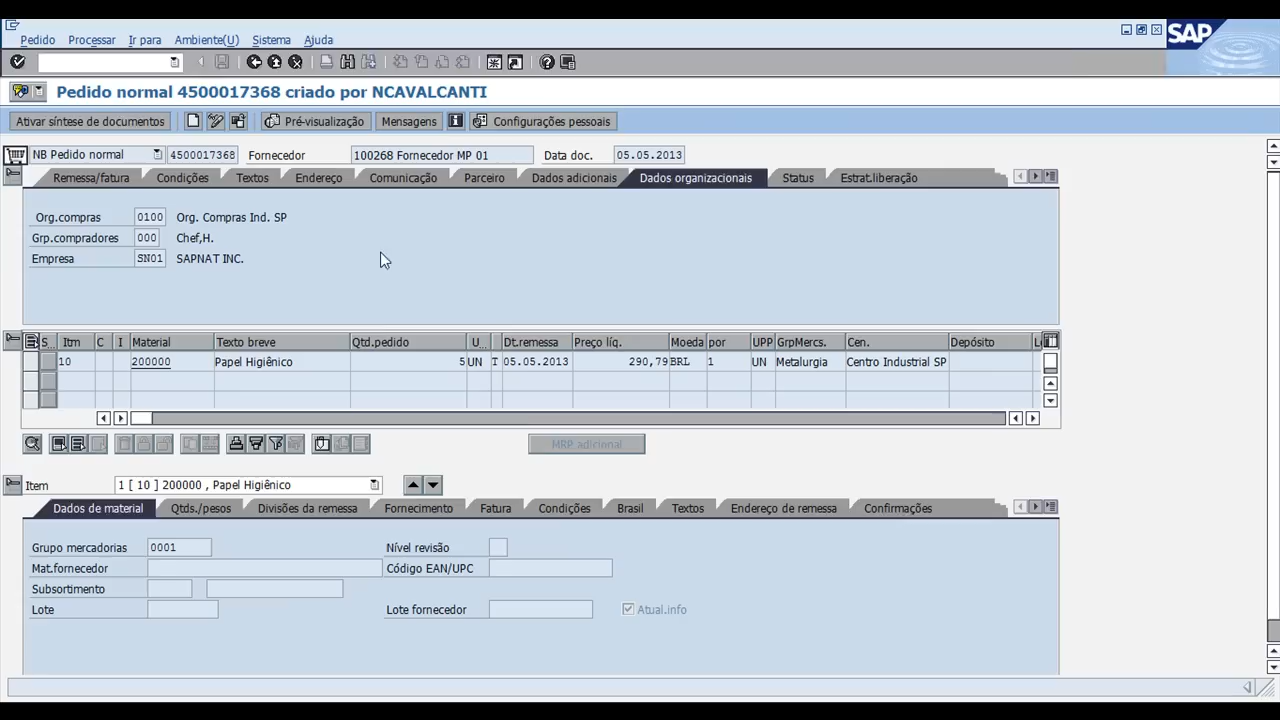 Pedido Processar Ir para Ambiente(U) Sistema Ajuda
SAP
Pedido normal 4500017368 criado por NCAVALCANTI
Ativar síntese de documentos Pré-visualização Mensagens Configurações pessoais
NB Pedido normal 4500017368 Fornecedor 100268 Fornecedor MP 01 Data doc. 05.05.2013
Remessa/fatura Condições Textos Endereço Comunicação Parceiro Dados adicionais Dados organizacionais Status Estrat.liberação
Org.compras 0100 Org. Compras Ind. SP
Grp.compradores 000 Chef,H.
Empresa SN01 SAPNAT INC.
S... Itm C I Material Texto breve Qtd.pedido U... T Dt.remessa Preço líq. Moeda por UPP GrpMercs. Cen. Depósito
10 200000 Papel Higiênico 5 UN T 05.05.2013 290,79 BRL 1 UN Metalurgia Centro Industrial SP
MRP adicional
Item 1 [ 10 ] 200000 , Papel Higiênico
Dados de material Qtds./pesos Divisões da remessa Fornecimento Fatura Condições Brasil Textos Endereço de remessa Confirmações
Grupo mercadorias 0001 Nível revisão
Mat.fornecedor Código EAN/UPC
Subsortimento
Lote Lote fornecedor Atual.info